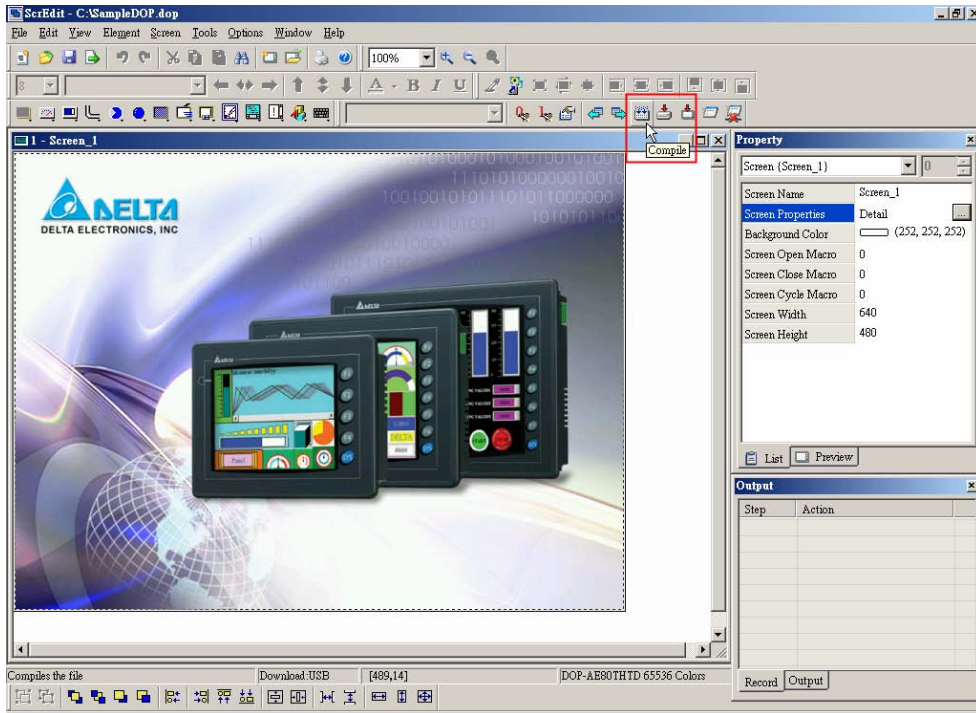 ScrEdit - C:\SampleDOP.dop
File Edit View Element Screen Tools Options Window Help
100%
8
A B I U
Compile
1 - Screen_1
DELTA
DELTA ELECTRONICS, INC
Property
Screen {Screen_1}
0
Screen Name Screen_1
Screen Properties Detail ...
Background Color (252, 252, 252)
Screen Open Macro 0
Screen Close Macro 0
Screen Cycle Macro 0
Screen Width 640
Screen Height 480
List Preview
Output
Step Action
Record Output
Compiles the file Download:USB [489,14] DOP-AE80THTD 65536 Colors